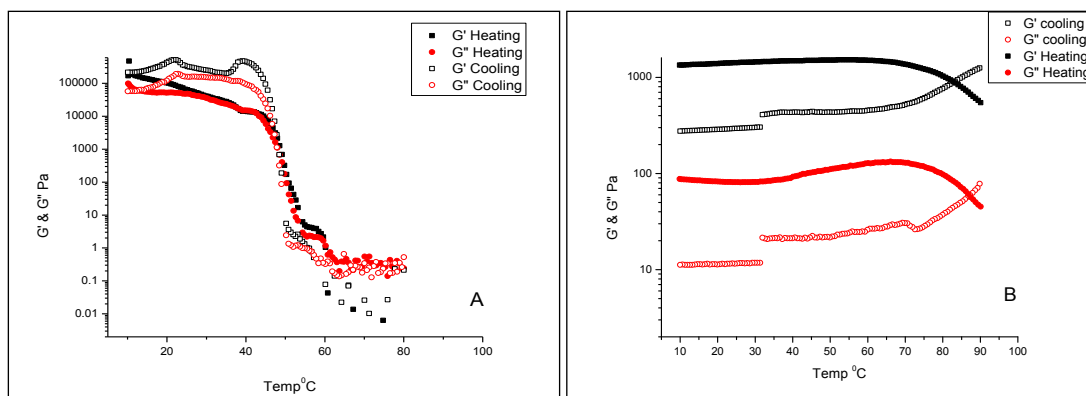 G' Heating
G" Heating
G' Cooling
G" Cooling
100000
10000
1000
100
10
1
0.1
0.01
G' & G" Pa
A
20 40 60 80 100
Temp⁰C
G' cooling
G" cooling
G' Heating
G" Heating
1000
100
10
G' & G" Pa
B
10 20 30 40 50 60 70 80 90 100
Temp ⁰C